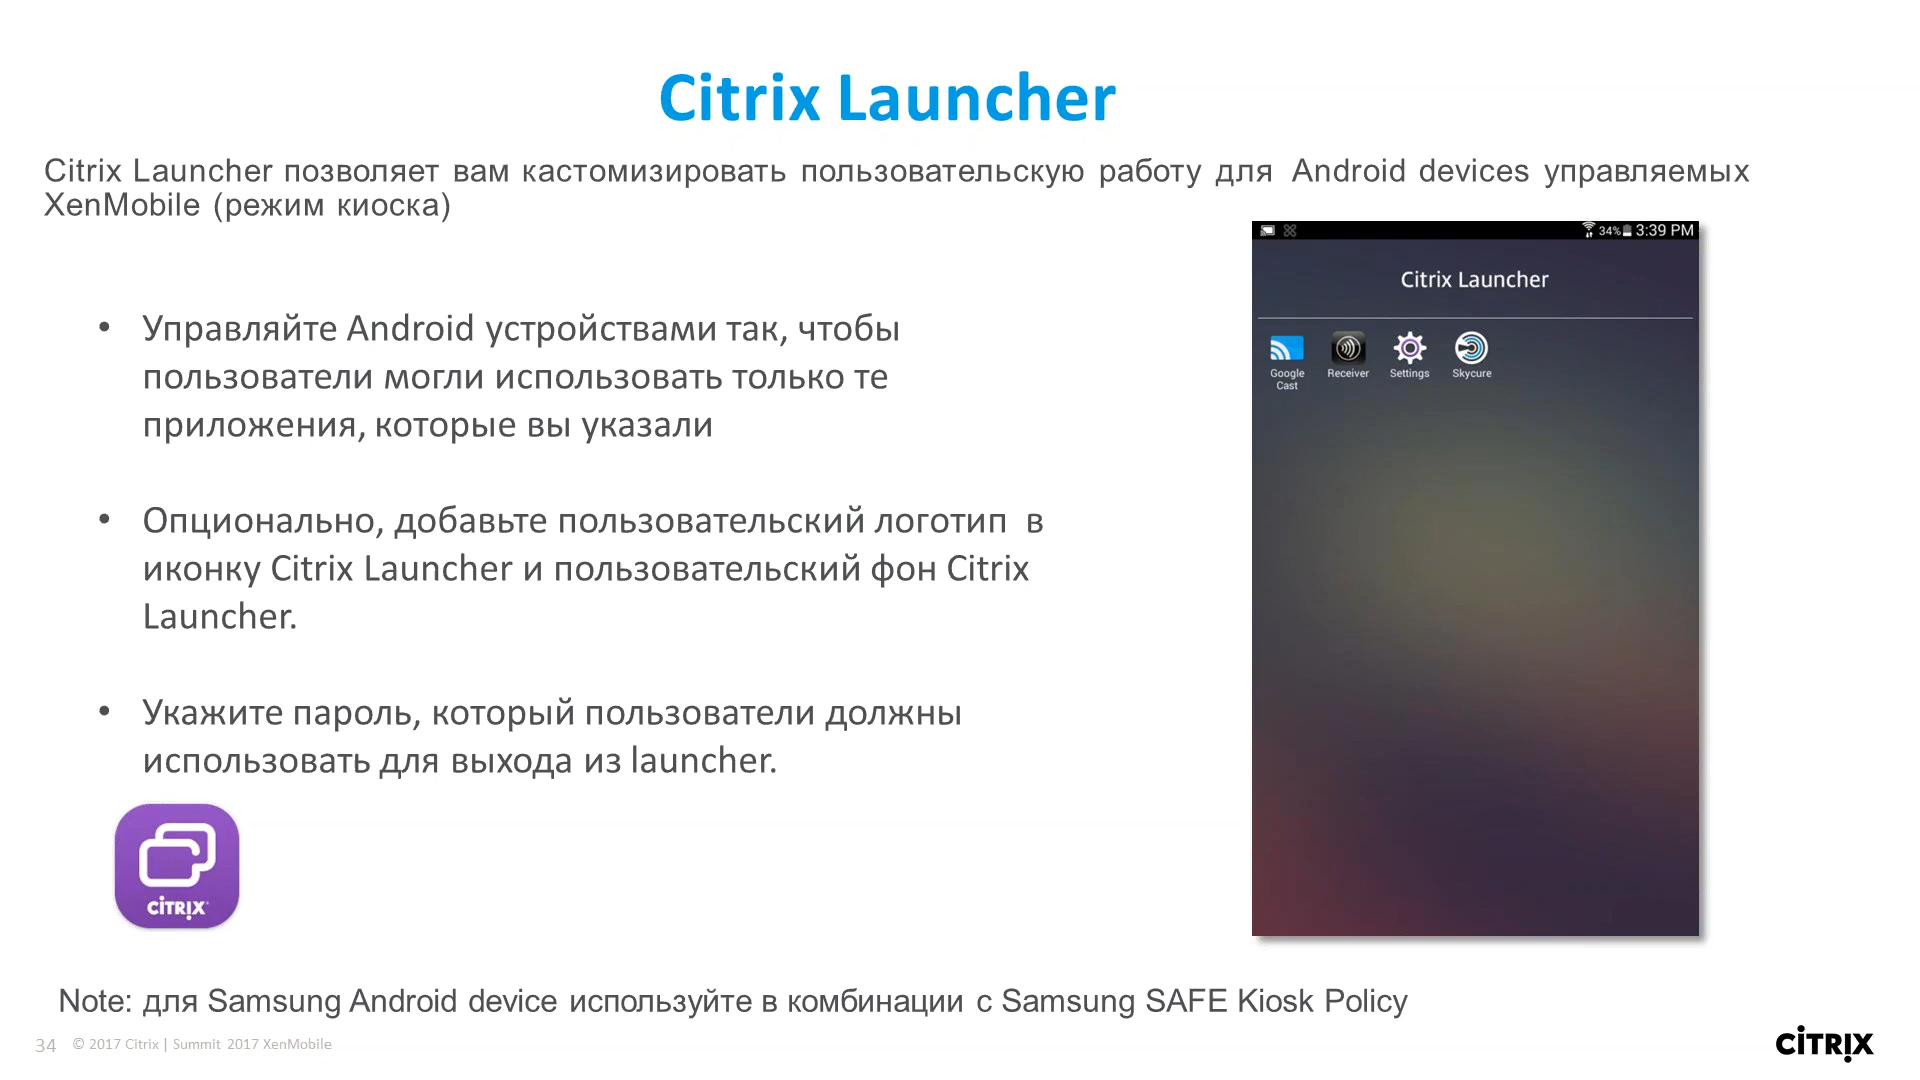 Citrix Launcher
Citrix Launcher позволяет вам кастомизировать пользовательскую работу для Android devices управляемых
XenMobile (режим киоска)
34% 3:39 PM
Citrix Launcher
Google Cast
Receiver
Settings
Skycure
• Управляйте Android устройствами так, чтобы
пользователи могли использовать только те
приложения, которые вы указали
• Опционально, добавьте пользовательский логотип в
иконку Citrix Launcher и пользовательский фон Citrix
Launcher.
• Укажите пароль, который пользователи должны
использовать для выхода из launcher.
CITRIX
Note: для Samsung Android device используйте в комбинации с Samsung SAFE Kiosk Policy
34 © 2017 Citrix | Summit 2017 XenMobile
CITRIX